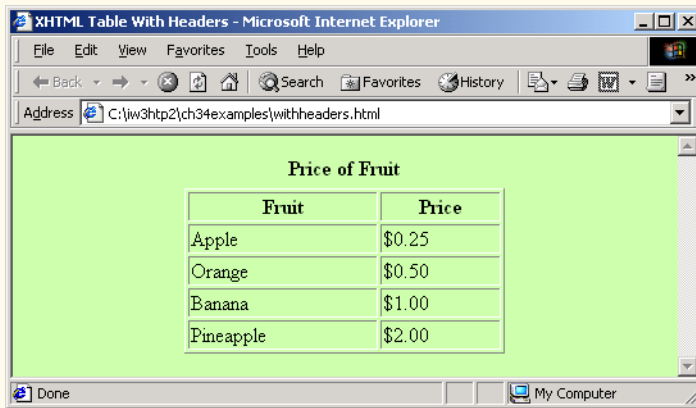 XHTML Table With Headers - Microsoft Internet Explorer
File Edit View Favorites Tools Help
Back Search Favorites History »
Address C:\iw3htp2\ch34examples\withheaders.html
Price of Fruit
Fruit Price
Apple $0.25
Orange $0.50
Banana $1.00
Pineapple $2.00
Done My Computer